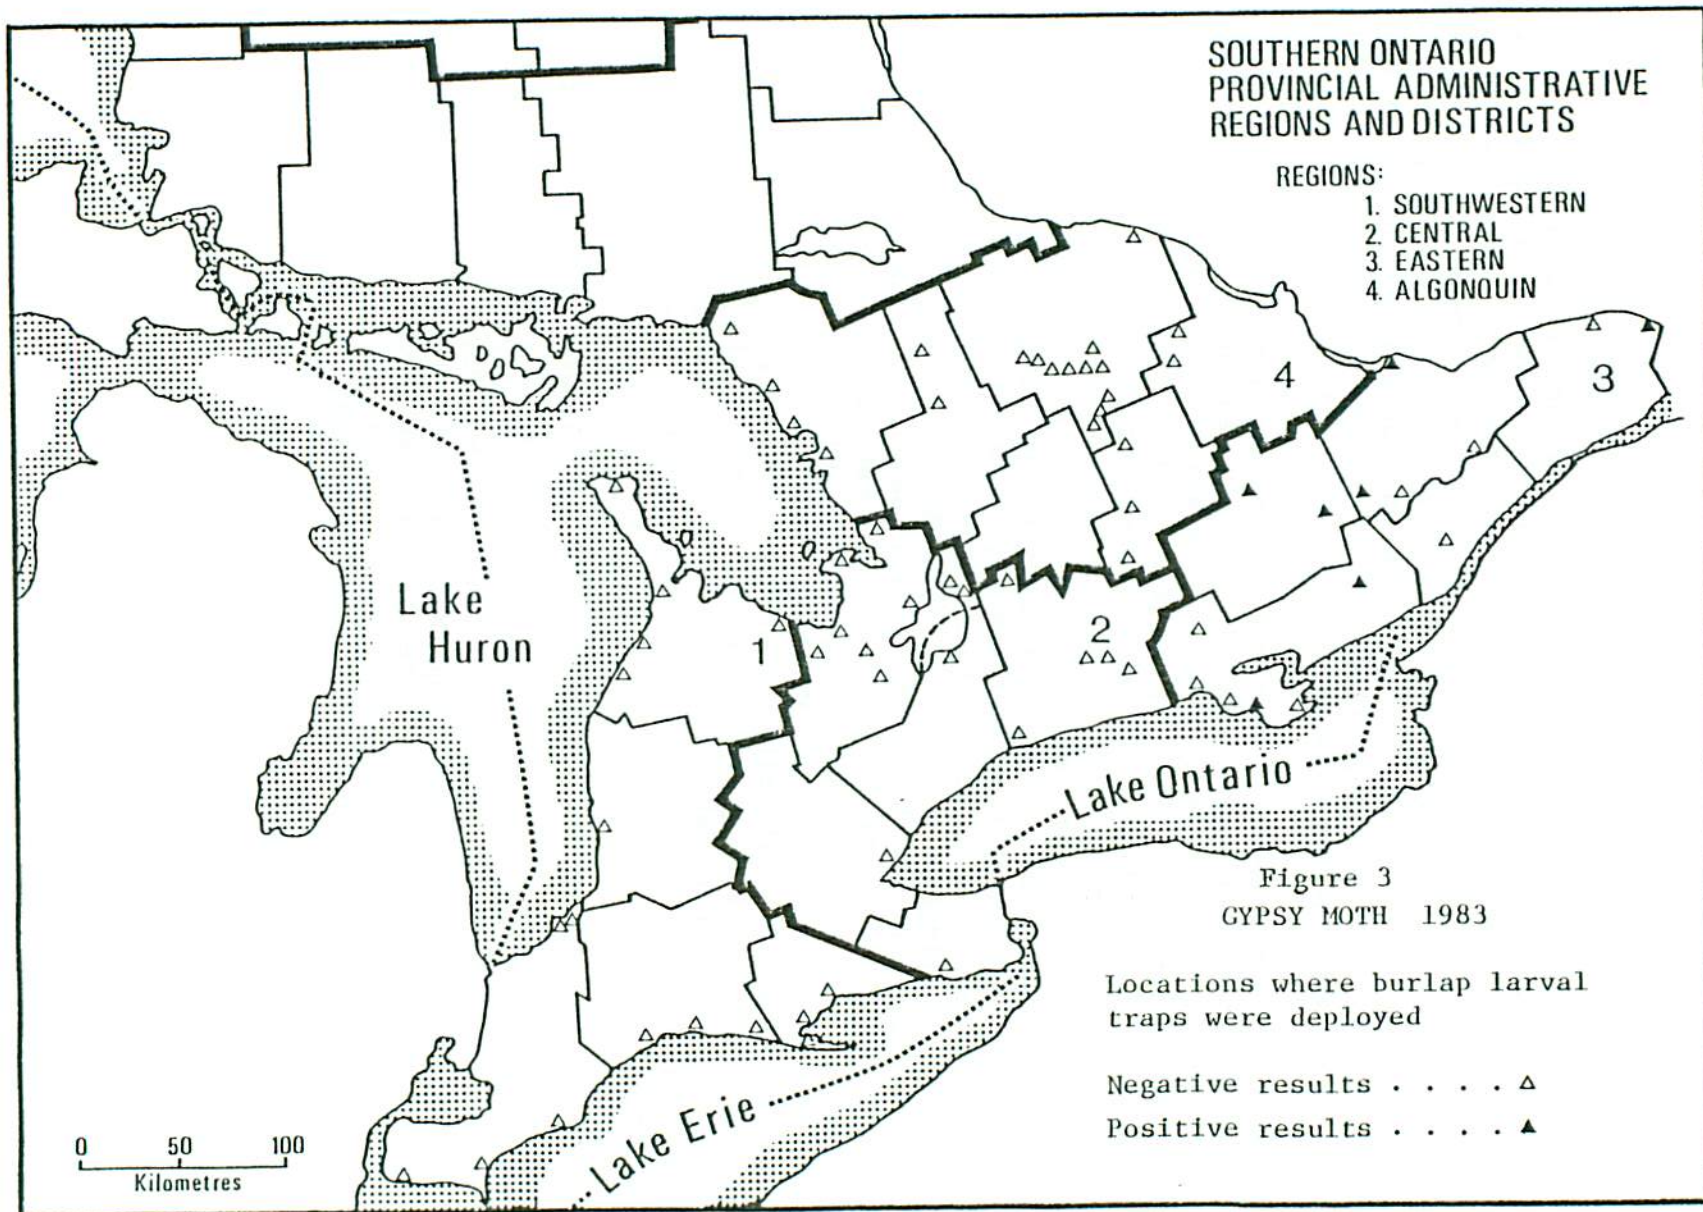 SOUTHERN ONTARIO
PROVINCIAL ADMINISTRATIVE
REGIONS AND DISTRICTS
REGIONS:
1. SOUTHWESTERN
2. CENTRAL
3. EASTERN
4. ALGONQUIN
4
3
Lake
Huron
1
2
Lake Ontario
Figure 3
GYPSY MOTH 1983
Locations where burlap larval
traps were deployed
Negative results . . . . △
Positive results . . . . ▲
Lake Erie
0 50 100
Kilometres